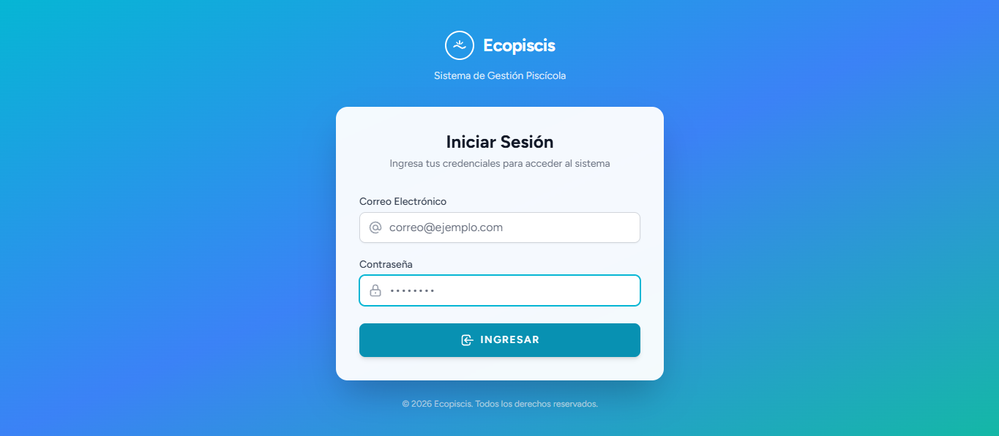 Ecopiscis
Sistema de Gestión Piscícola
Iniciar Sesión
Ingresa tus credenciales para acceder al sistema
Correo Electrónico
correo@ejemplo.com
Contraseña
••••••••
INGRESAR
© 2026 Ecopiscis. Todos los derechos reservados.